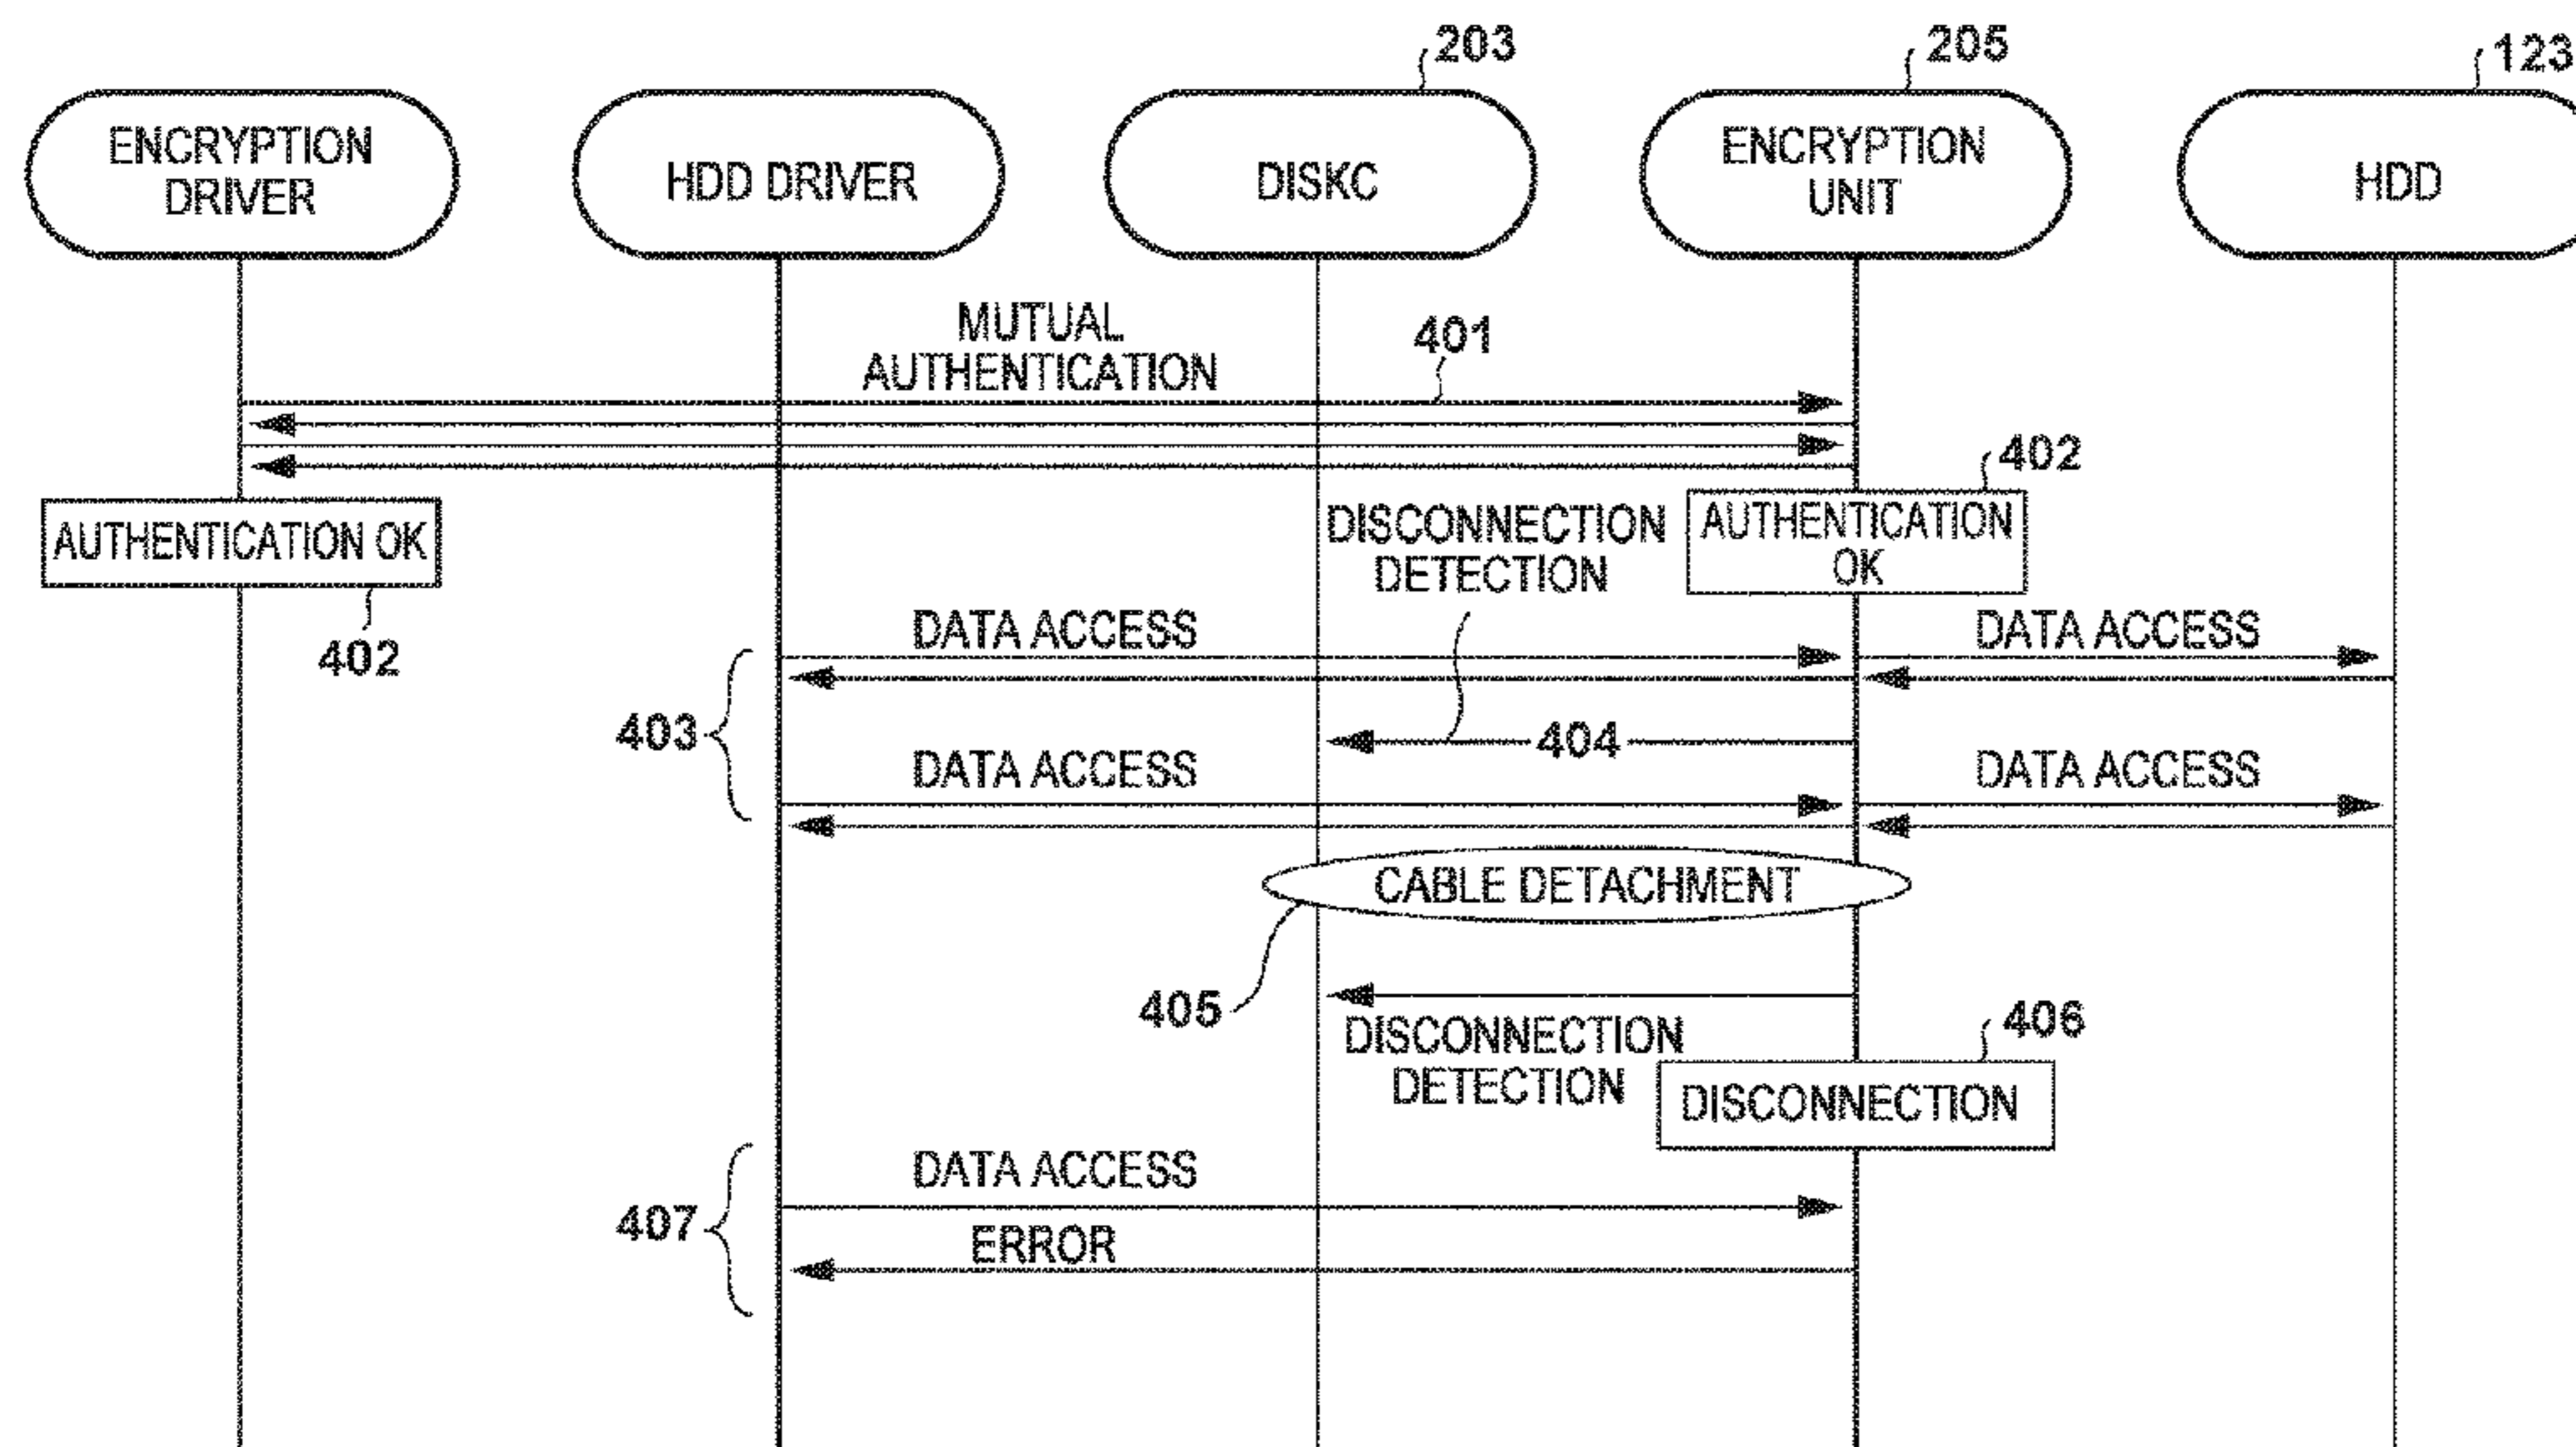 203
205
123
ENCRYPTION
DRIVER
HDD DRIVER
DISKC
ENCRYPTION
UNIT
HDD
MUTUAL
AUTHENTICATION
401
402
AUTHENTICATION OK
402
DISCONNECTION
DETECTION
AUTHENTICATION
OK
DATA ACCESS
DATA ACCESS
403
404
DATA ACCESS
DATA ACCESS
CABLE DETACHMENT
405
DISCONNECTION
DETECTION
406
DISCONNECTION
407
DATA ACCESS
ERROR